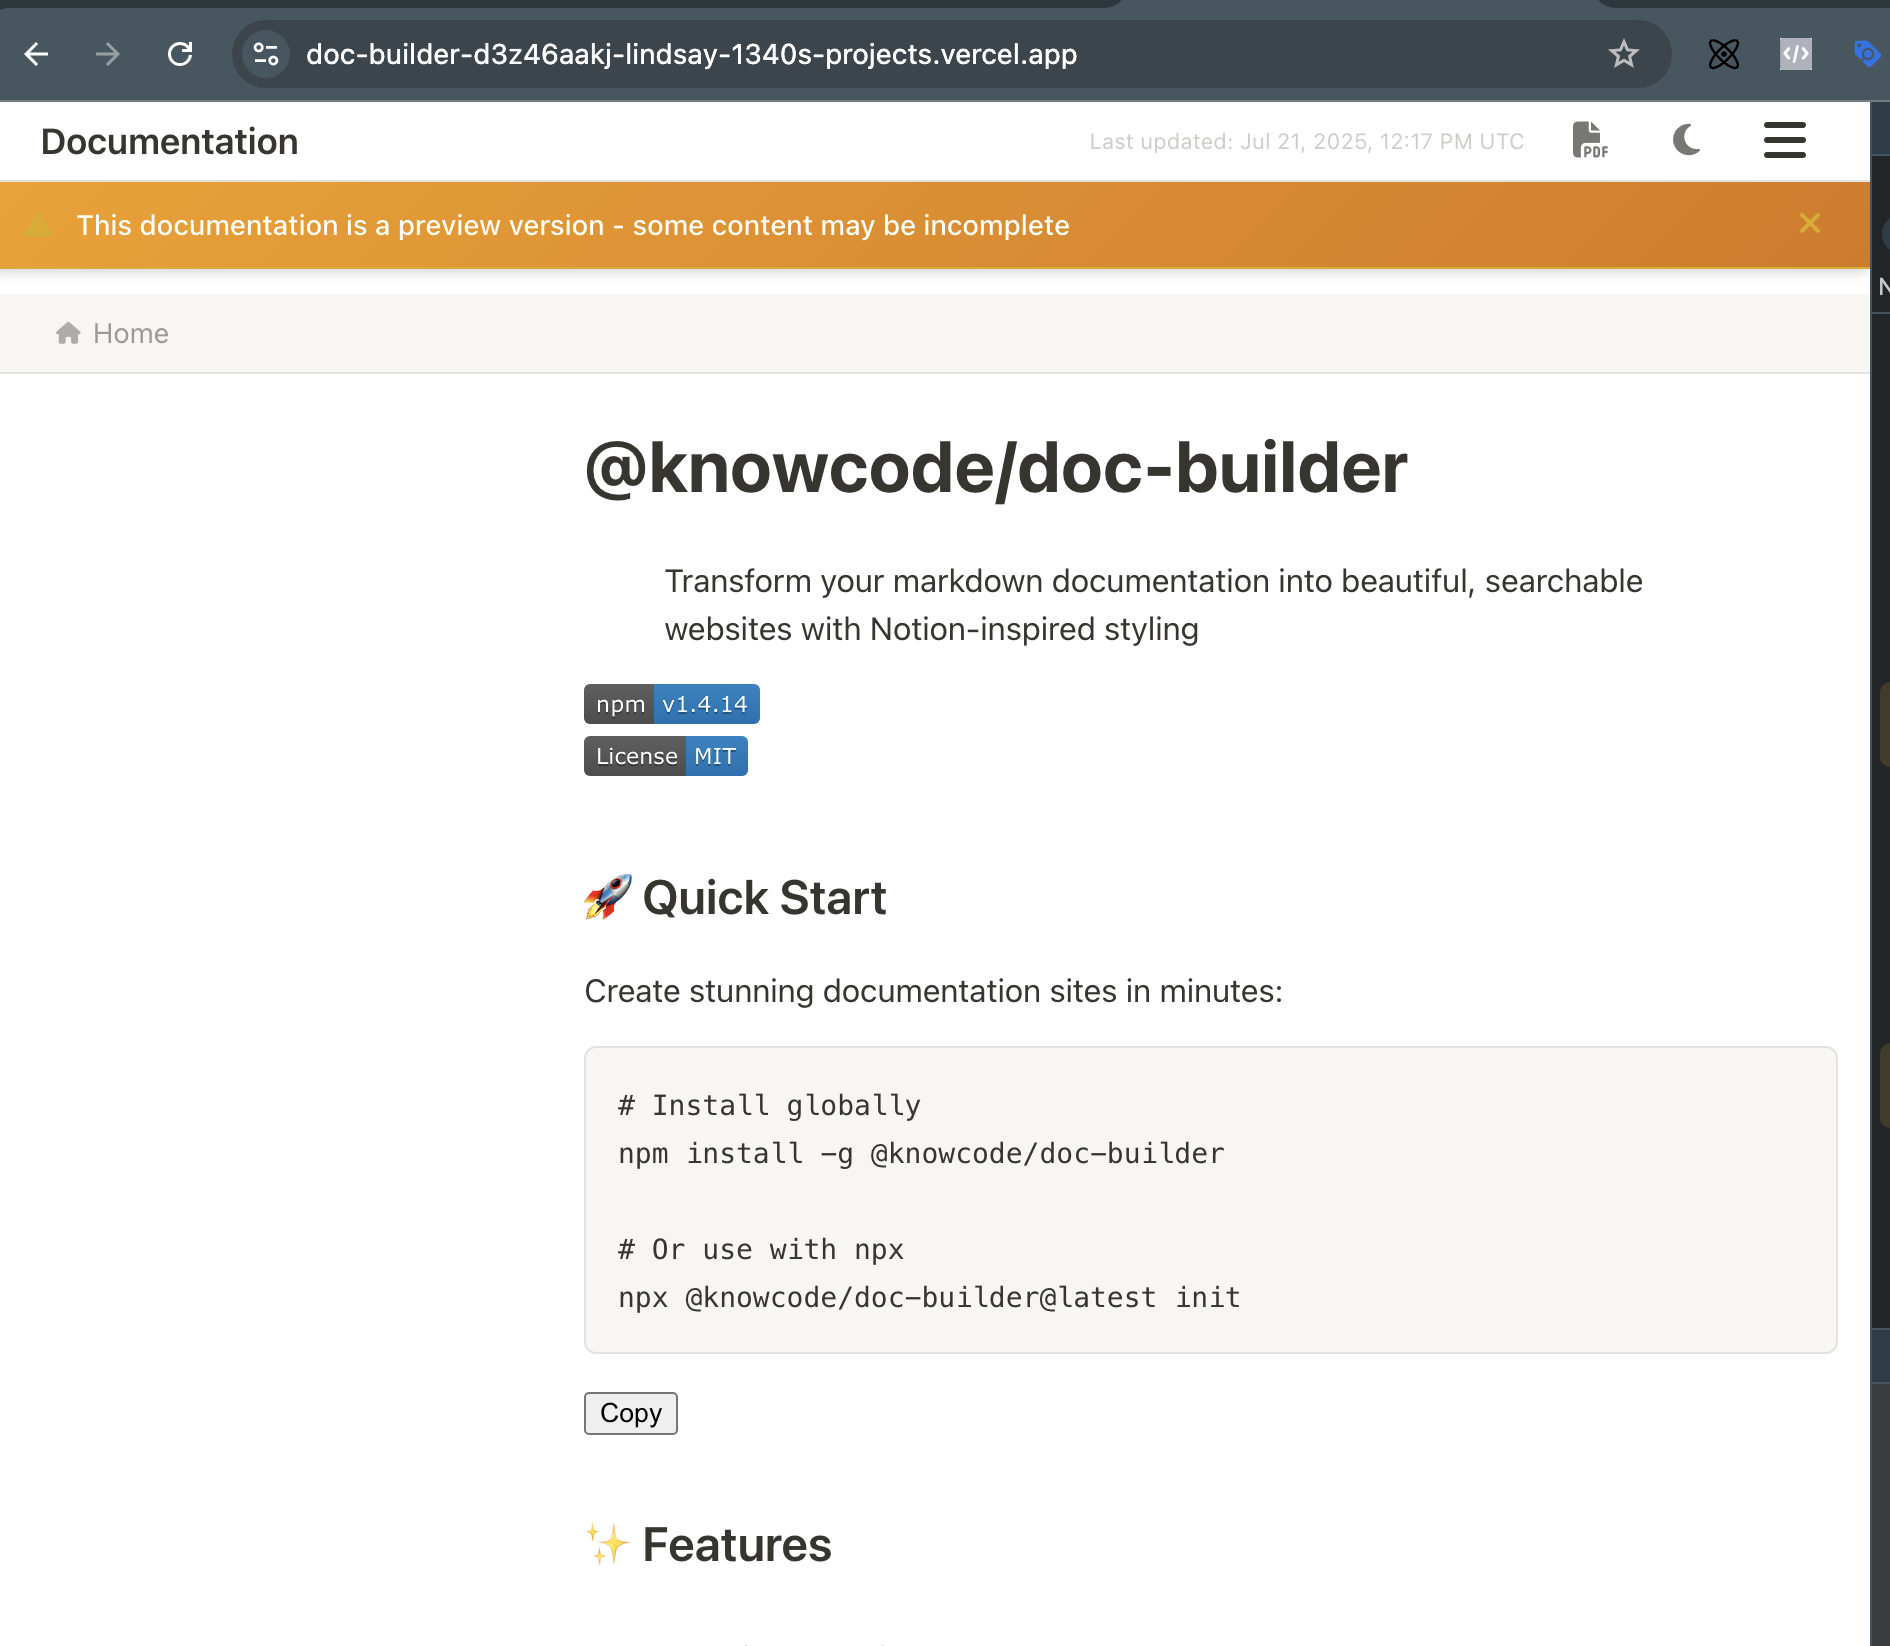 doc-builder-d3z46aakj-lindsay-1340s-projects.vercel.app
Documentation
Last updated: Jul 21, 2025, 12:17 PM UTC
PDF
This documentation is a preview version - some content may be incomplete
Home
@knowcode/doc-builder
Transform your markdown documentation into beautiful, searchable
websites with Notion-inspired styling
npm v1.4.14
License MIT
🚀 Quick Start
Create stunning documentation sites in minutes:
# Install globally
npm install -g @knowcode/doc-builder
# Or use with npx
npx @knowcode/doc-builder@latest init
Copy
✨ Features